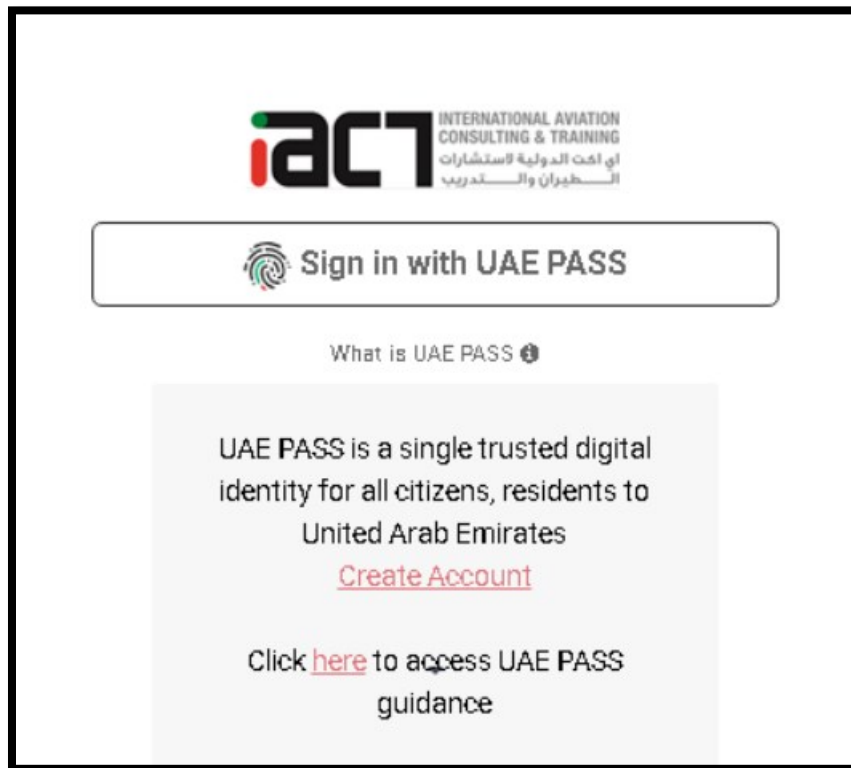 iact
INTERNATIONAL AVIATION
CONSULTING & TRAINING
اي اكت الدولية لاستشارات
الـــطيران والـــــتدريب
Sign in with UAE PASS
What is UAE PASS
UAE PASS is a single trusted digital
identity for all citizens, residents to
United Arab Emirates
Create Account
Click here to access UAE PASS
guidance